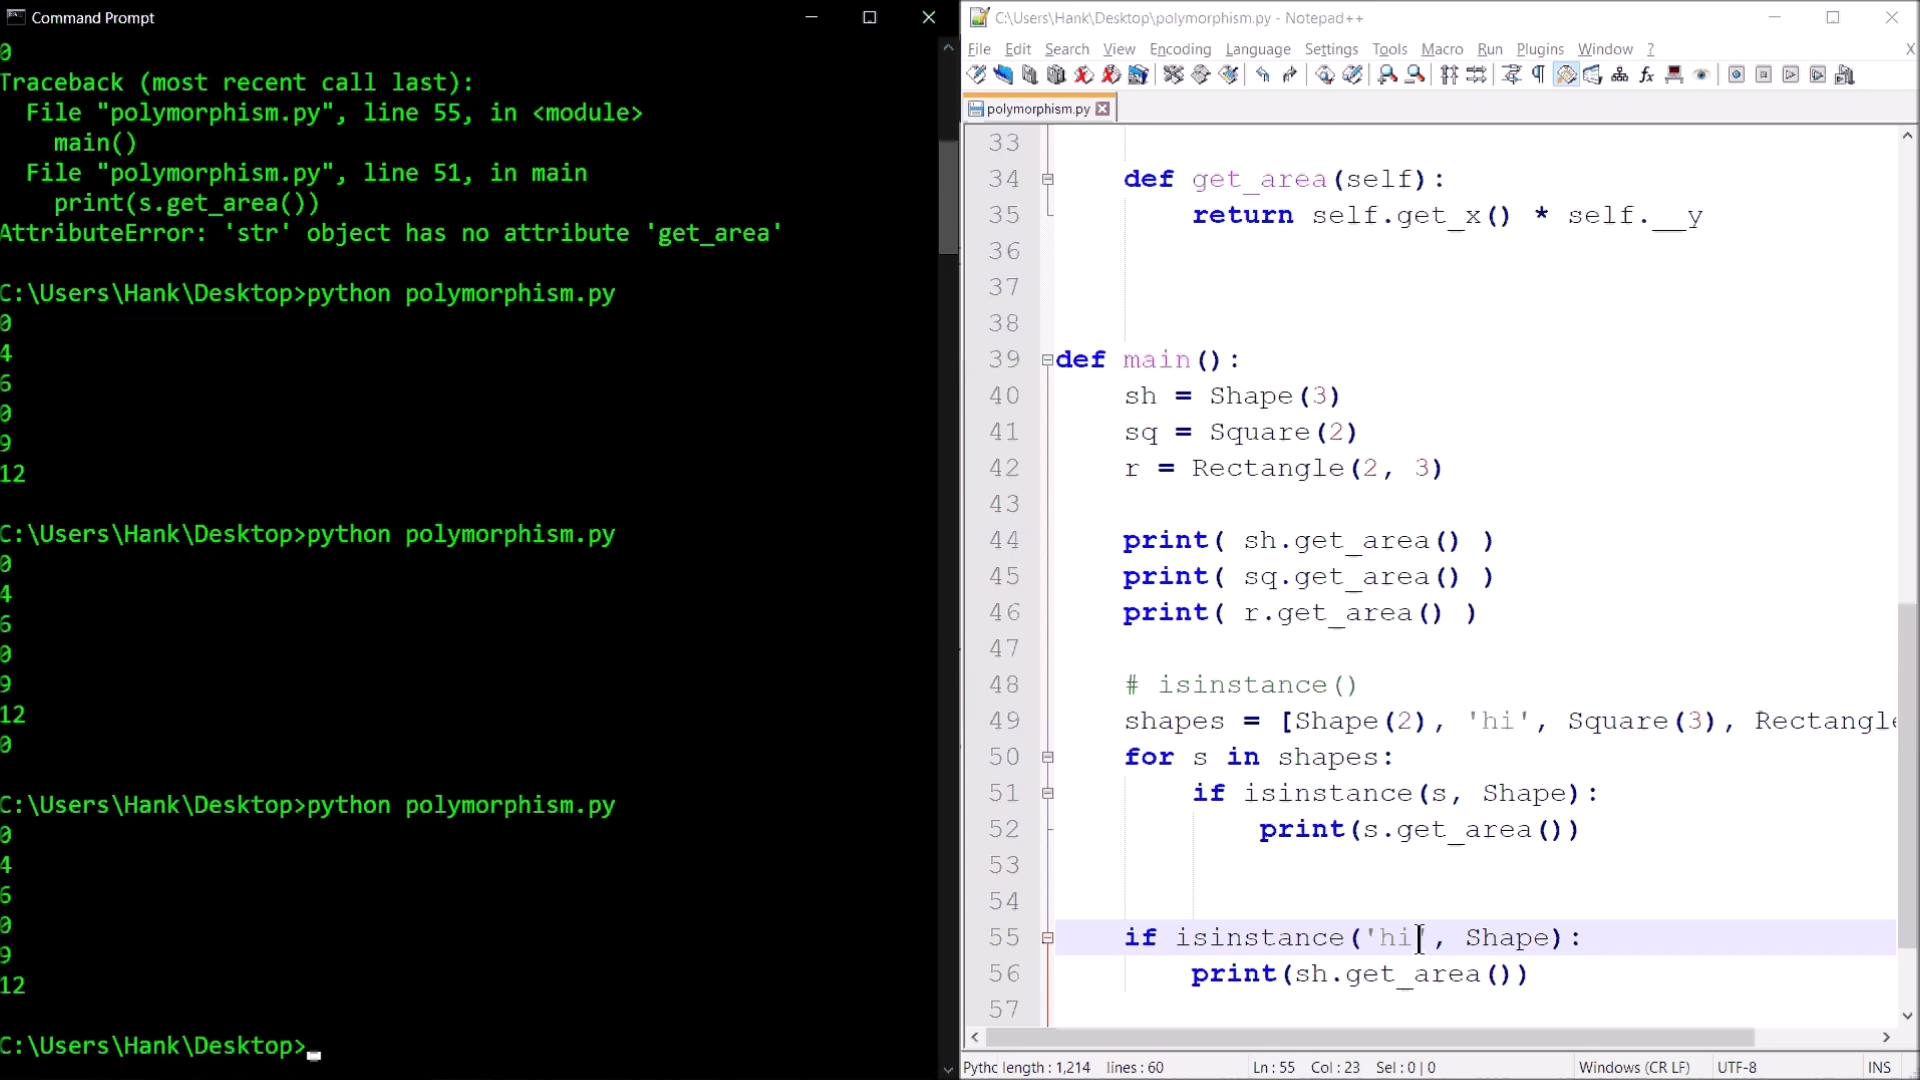 Command Prompt
0
Traceback (most recent call last):
File "polymorphism.py", line 55, in <module>
main()
File "polymorphism.py", line 51, in main
print(s.get_area())
AttributeError: 'str' object has no attribute 'get_area'
C:\Users\Hank\Desktop>python polymorphism.py
0
4
6
0
9
12
C:\Users\Hank\Desktop>python polymorphism.py
0
4
6
0
9
12
0
C:\Users\Hank\Desktop>python polymorphism.py
0
4
6
0
9
12
C:\Users\Hank\Desktop>
C:\Users\Hank\Desktop\polymorphism.py - Notepad++
File Edit Search View Encoding Language Settings Tools Macro Run Plugins Window ? X
polymorphism.py
33
34 def get_area(self):
35 return self.get_x() * self.__y
36
37
38
39 def main():
40 sh = Shape(3)
41 sq = Square(2)
42 r = Rectangle(2, 3)
43
44 print( sh.get_area() )
45 print( sq.get_area() )
46 print( r.get_area() )
47
48 # isinstance()
49 shapes = [Shape(2), 'hi', Square(3), Rectangle
50 for s in shapes:
51 if isinstance(s, Shape):
52 print(s.get_area())
53
54
55 if isinstance('hi', Shape):
56 print(sh.get_area())
57
Pythc length : 1,214 lines : 60 Ln : 55 Col : 23 Sel : 0 | 0 Windows (CR LF) UTF-8 INS